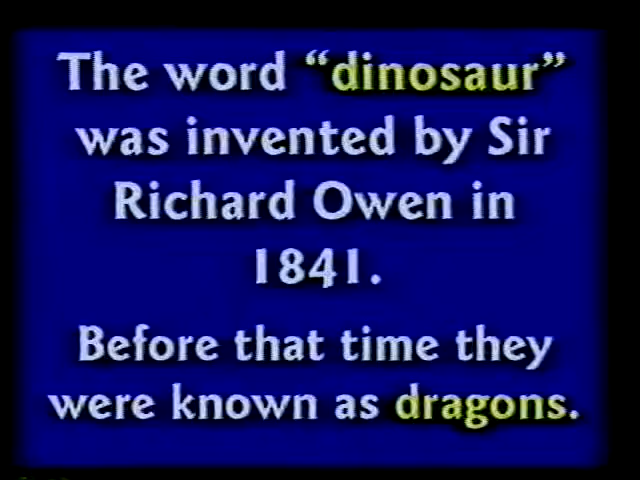 The word “dinosaur”
was invented by Sir
Richard Owen in
1841.
Before that time they
were known as dragons.